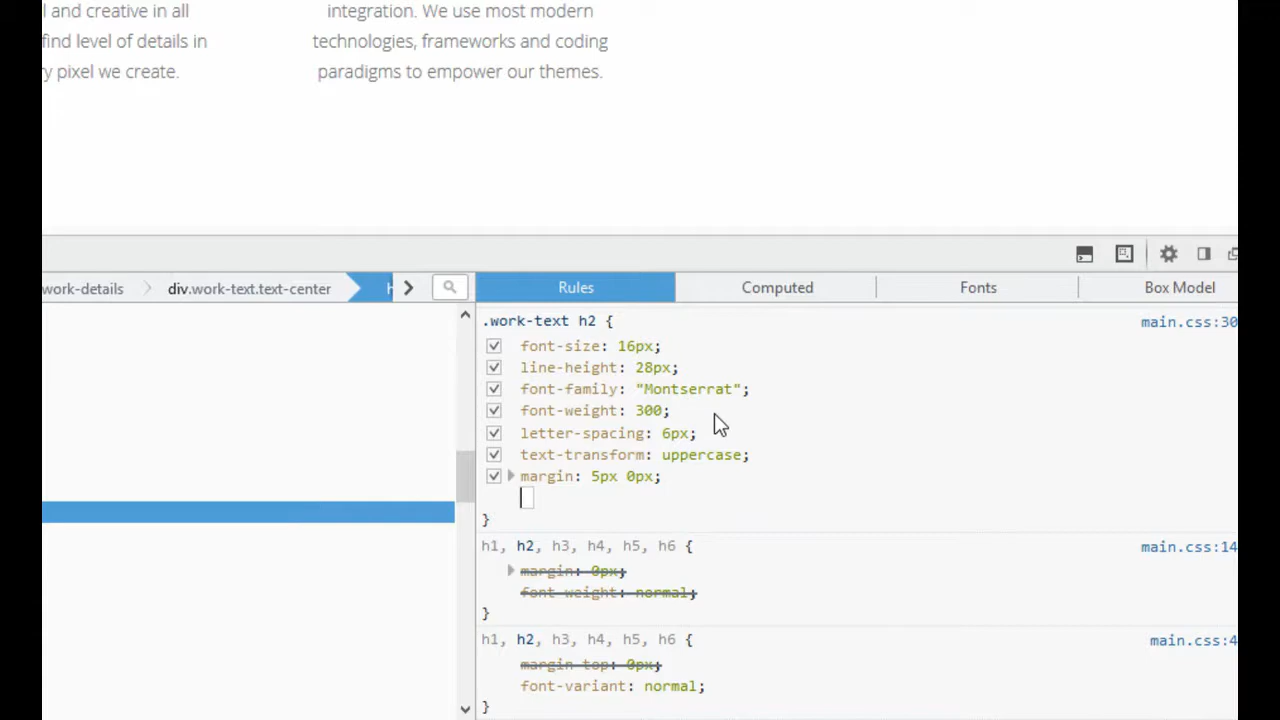 l and creative in all
find level of details in
ry pixel we create.
integration. We use most modern
technologies, frameworks and coding
paradigms to empower our themes.
work-details
div.work-text.text-center
Rules
Computed
Fonts
Box Model
.work-text h2 {
main.css:30
font-size: 16px;
line-height: 28px;
font-family: "Montserrat";
font-weight: 300;
letter-spacing: 6px;
text-transform: uppercase;
margin: 5px 0px;
}
h1, h2, h3, h4, h5, h6 {
main.css:14
margin: 0px;
font-weight: normal;
}
h1, h2, h3, h4, h5, h6 {
main.css:4
margin-top: 0px;
font-variant: normal;
}